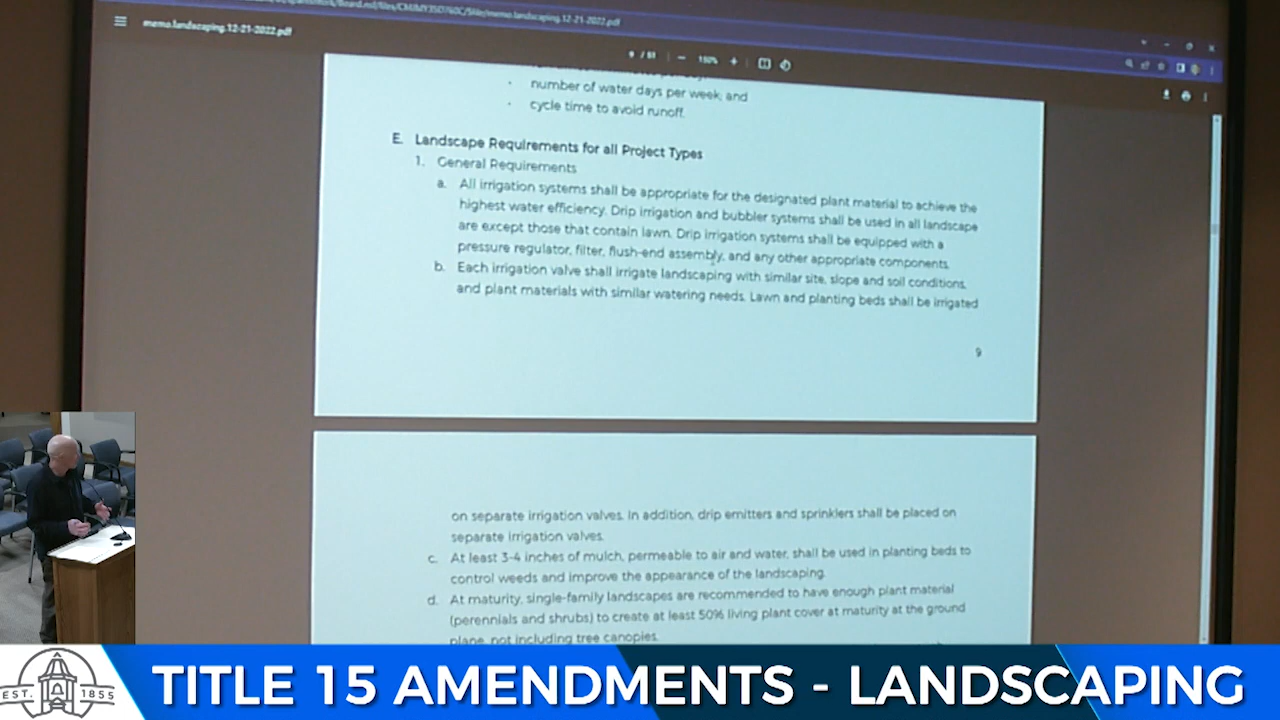 memo.landscaping.12-21-2022.pdf
9 / 51
150%
number of water days per week; and
cycle time to avoid runoff.
E. Landscape Requirements for all Project Types
1. General Requirements
a. All irrigation systems shall be appropriate for the designated plant material to achieve the
highest water efficiency. Drip irrigation and bubbler systems shall be used in all landscape
are except those that contain lawn. Drip irrigation systems shall be equipped with a
pressure regulator, filter, flush-end assembly, and any other appropriate components.
b. Each irrigation valve shall irrigate landscaping with similar site, slope and soil conditions,
and plant materials with similar watering needs. Lawn and planting beds shall be irrigated
9
on separate irrigation valves. In addition, drip emitters and sprinklers shall be placed on
separate irrigation valves.
c. At least 3-4 inches of mulch, permeable to air and water, shall be used in planting beds to
control weeds and improve the appearance of the landscaping.
d. At maturity, single-family landscapes are recommended to have enough plant material
(perennials and shrubs) to create at least 50% living plant cover at maturity at the ground
plane, not including tree canopies.
EST. 1855
TITLE 15 AMENDMENTS - LANDSCAPING